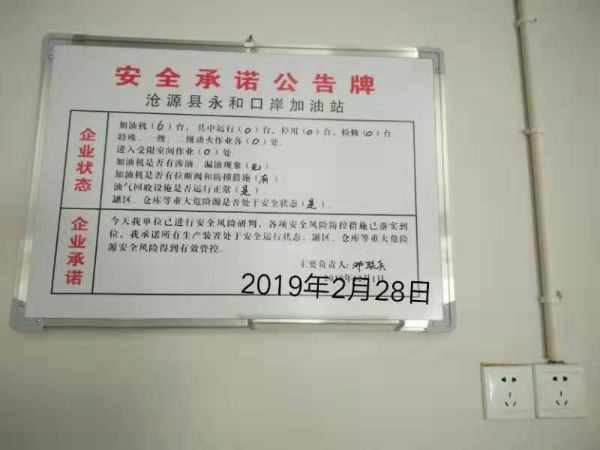 安全承诺公告牌
沧源县永和口岸加油站
企业状态
加油机(6)台，其中运行(0)台，停用(0)台，检修(0)台.
特殊、一级、二级动火作业各(0)处.
进入受限空间作业(0)处.
加油机是否有渗油、漏油现象(无).
加油机是否有拉断阀和防撞措施(有).
油气回收设施是否运行正常(是).
罐区、仓库等重大危险源是否处于安全状态(是).
企业承诺
今天我单位已进行安全风险研判，各项安全风险防控措施已落实到
位，我承诺所有生产装置处于安全运行状态，罐区、仓库等重大危险
源安全风险得到有效管控.
主要负责人:
2019年2月28日